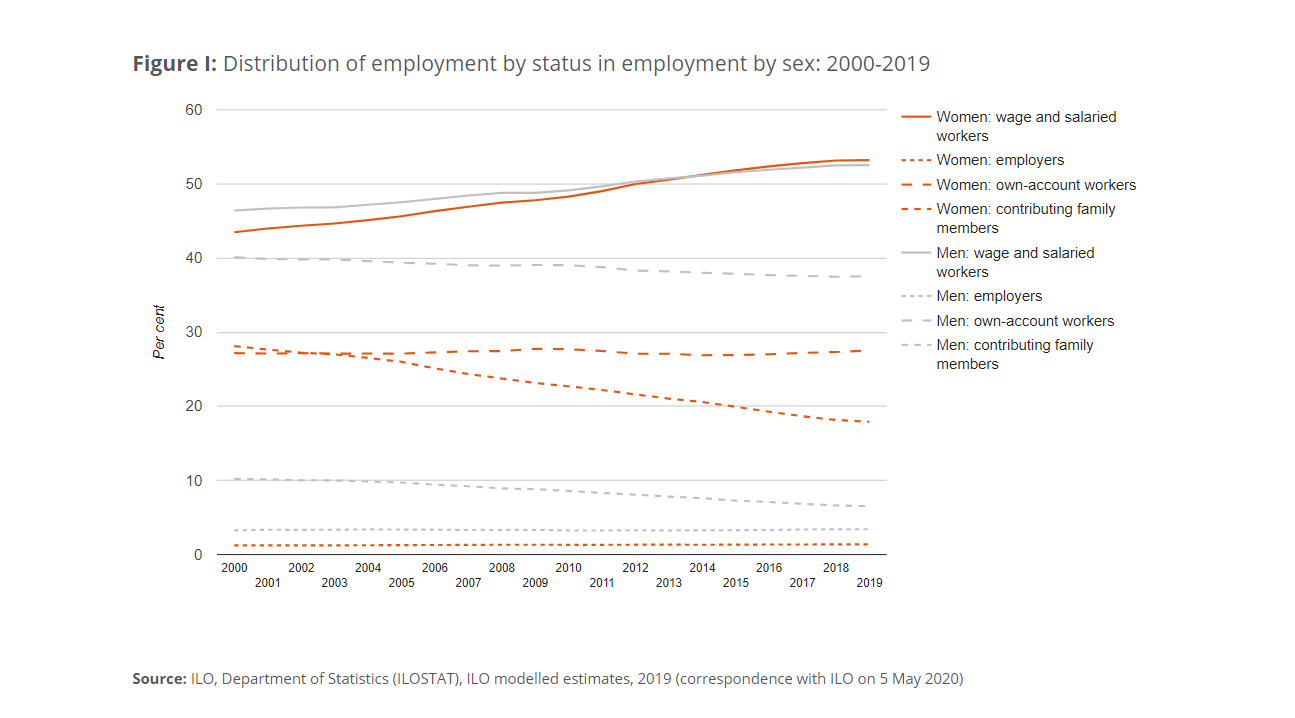 Figure I: Distribution of employment by status in employment by sex: 2000-2019
60
50
40
30
20
10
0
Per cent
2000 2002 2004 2006 2008 2010 2012 2014 2016 2018
2001 2003 2005 2007 2009 2011 2013 2015 2017 2019
Women: wage and salaried
workers
Women: employers
Women: own-account workers
Women: contributing family
members
Men: wage and salaried
workers
Men: employers
Men: own-account workers
Men: contributing family
members
Source: ILO, Department of Statistics (ILOSTAT), ILO modelled estimates, 2019 (correspondence with ILO on 5 May 2020)